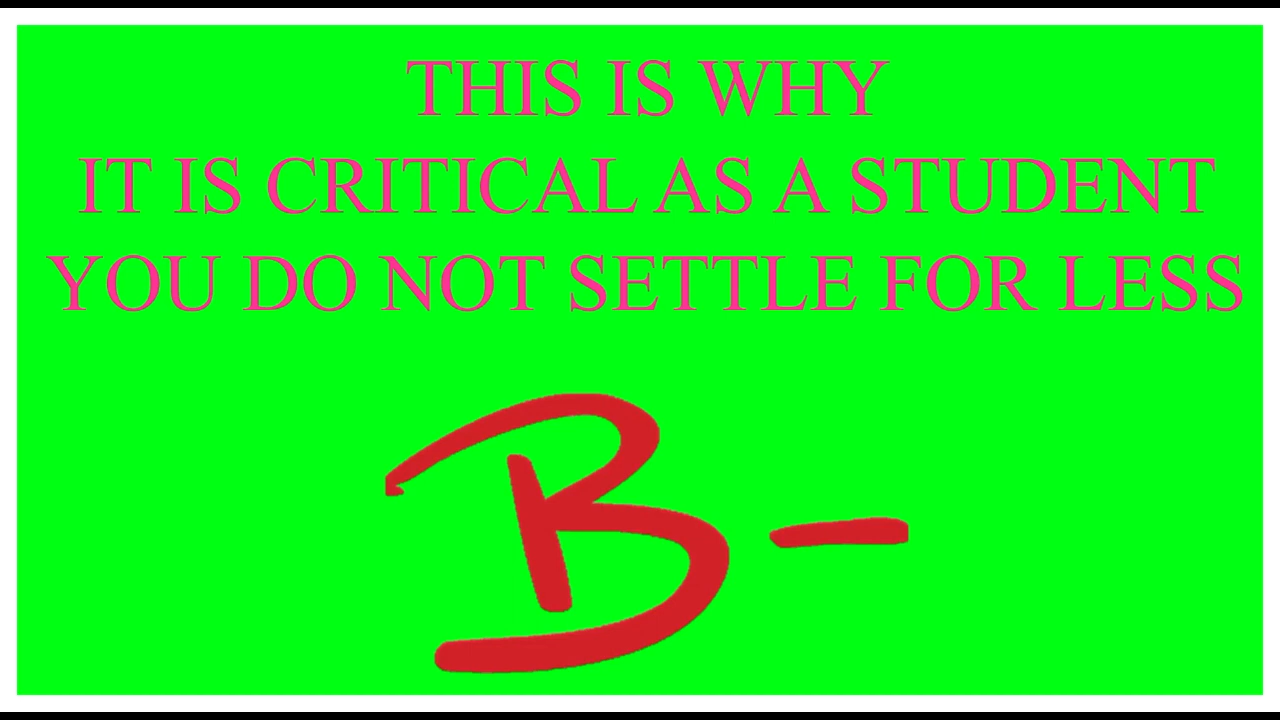 THIS IS WHY
IT IS CRITICAL AS A STUDENT
YOU DO NOT SETTLE FOR LESS
B-